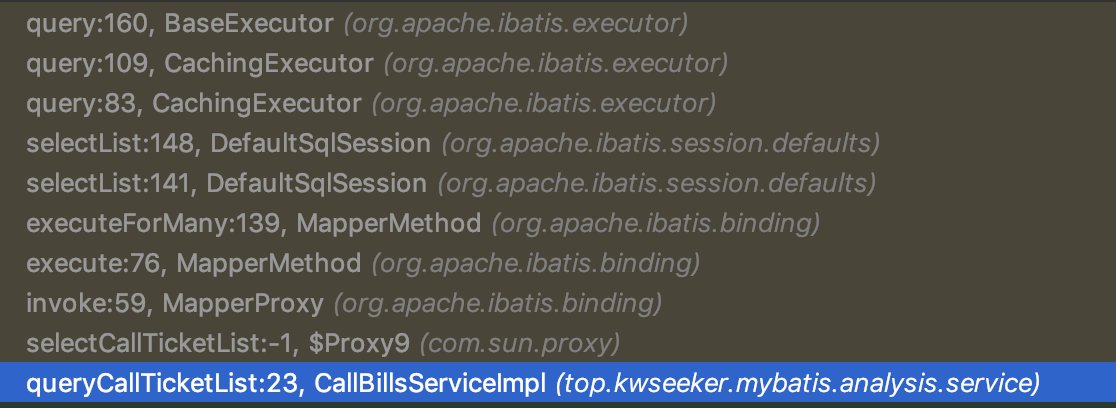 query:160, BaseExecutor (org.apache.ibatis.executor)
query:109, CachingExecutor (org.apache.ibatis.executor)
query:83, CachingExecutor (org.apache.ibatis.executor)
selectList:148, DefaultSqlSession (org.apache.ibatis.session.defaults)
selectList:141, DefaultSqlSession (org.apache.ibatis.session.defaults)
executeForMany:139, MapperMethod (org.apache.ibatis.binding)
execute:76, MapperMethod (org.apache.ibatis.binding)
invoke:59, MapperProxy (org.apache.ibatis.binding)
selectCallTicketList:-1, $Proxy9 (com.sun.proxy)
queryCallTicketList:23, CallBillsServiceImpl (top.kwseeker.mybatis.analysis.service)